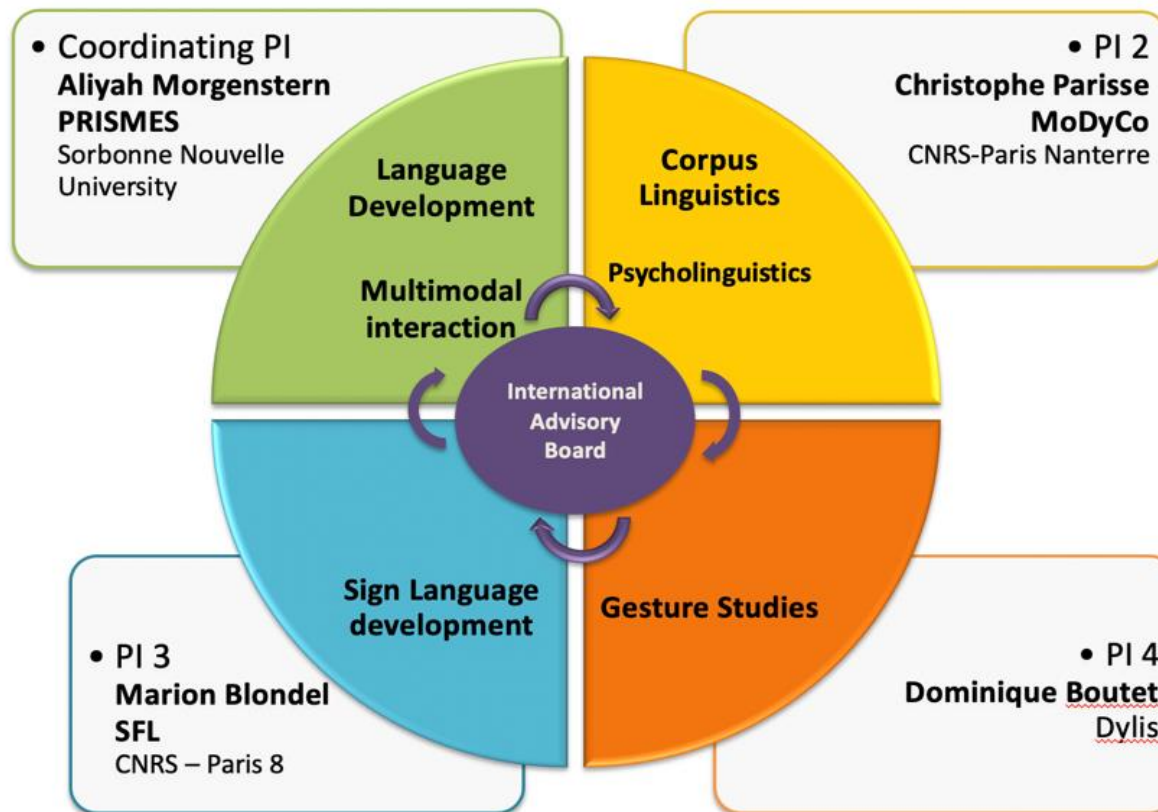 • Coordinating PI
Aliyah Morgenstern
PRISMES
Sorbonne Nouvelle
University
• PI 2
Christophe Parisse
MoDyCo
CNRS-Paris Nanterre
Language
Development
Multimodal
interaction
Corpus
Linguistics
Psycholinguistics
International
Advisory
Board
Sign Language
development
Gesture Studies
• PI 3
Marion Blondel
SFL
CNRS – Paris 8
• PI 4
Dominique Boutet
Dylis